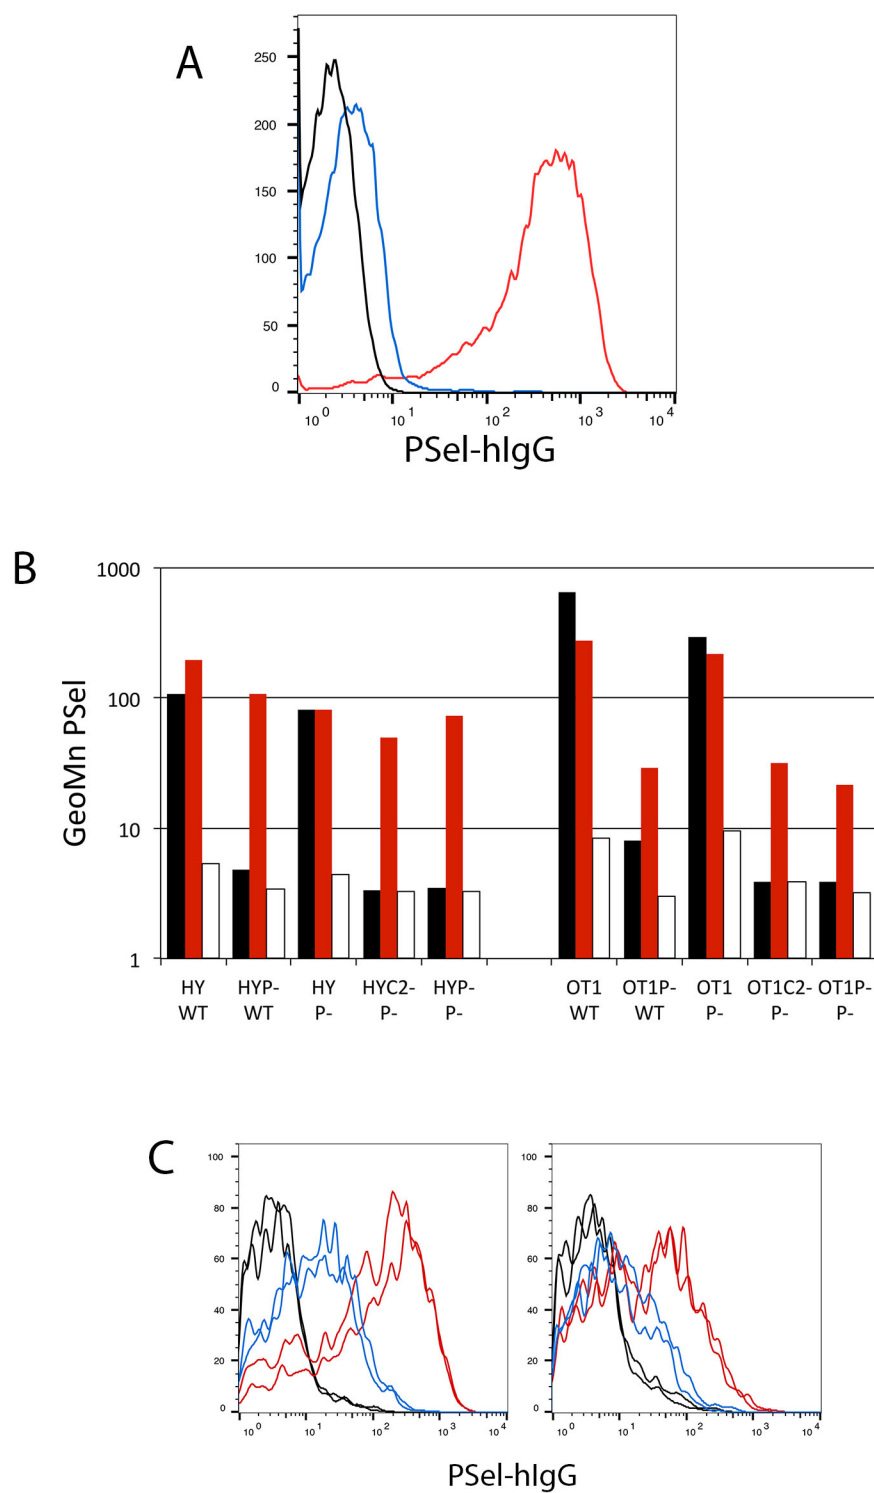 A
250
200
150
100
50
0
10 0 10 1 10 2 10 3 10 4
PSel-hIgG
B
GeoMn PSel
1000
100
10
1
HY HYP- HY HYC2- HYP- OT1 OT1P- OT1 OT1C2- OT1P-
WT WT P- P- P- WT WT P- P- P-
C
100 100
80 80
60 60
40 40
20 20
0 0
10 0 10 1 10 2 10 3 10 4 10 0 10 1 10 2 10 3 10 4
PSel-hIgG